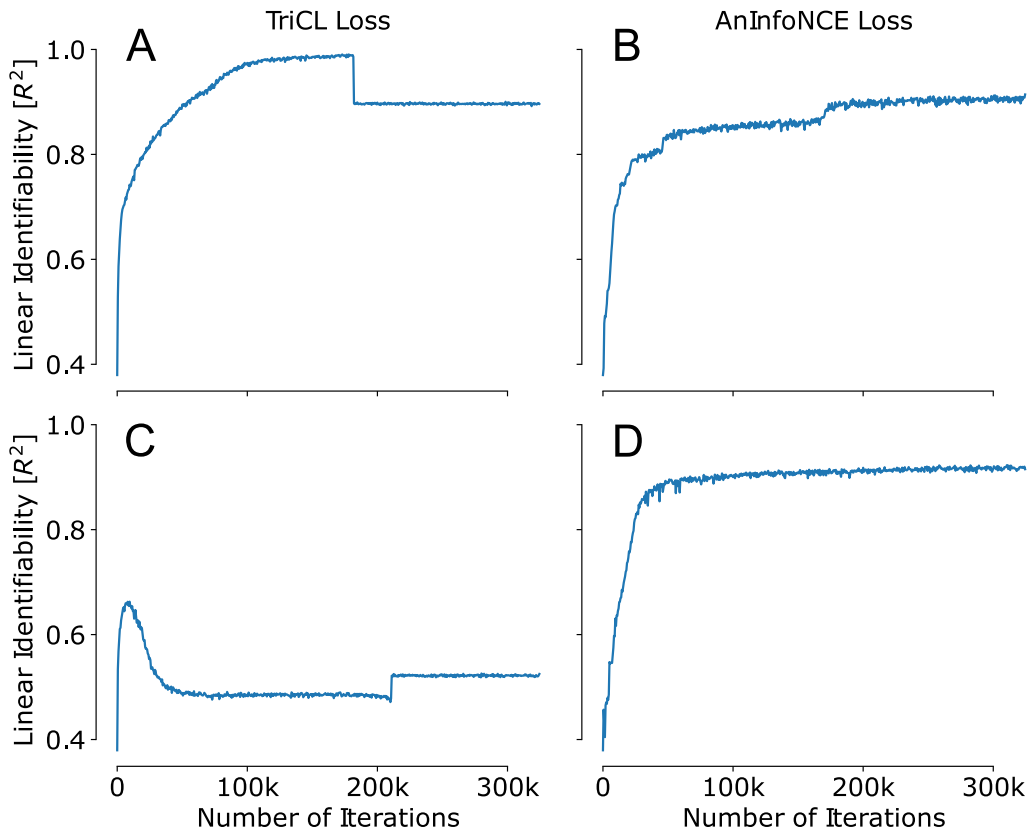 TriCL Loss
AnInfoNCE Loss
A
B
Linear Identifiability [R²]
1.0
0.8
0.6
0.4
C
D
Linear Identifiability [R²]
1.0
0.8
0.6
0.4
0
100k
200k
300k
0
100k
200k
300k
Number of Iterations
Number of Iterations